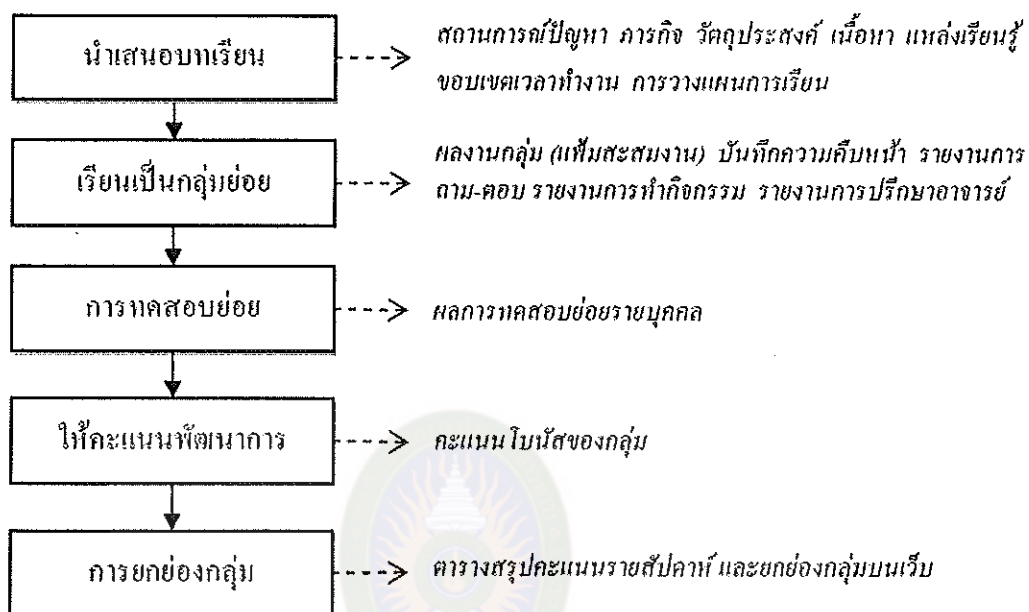 นำเสนอบทเรียน
สถานการณ์ปัญหา ภารกิจ วัตถุประสงค์ เนื้อหา แหล่งเรียนรู้
ขอบเขตเวลาทำงาน การวางแผนการเรียน
เรียนเป็นกลุ่มย่อย
ผลงานกลุ่ม (แฟ้มสะสมงาน) บันทึกความคืบหน้า รายงานการ
ถาม-ตอบ รายงานการทำกิจกรรม รายงานการปรึกษาอาจารย์
การทดสอบย่อย
ผลการทดสอบย่อยรายบุคคล
ให้คะแนนพัฒนาการ
คะแนนโบนัสของกลุ่ม
การยกย่องกลุ่ม
ตารางสรุปคะแนนรายสัปดาห์ และยกย่องกลุ่มบนเว็บ